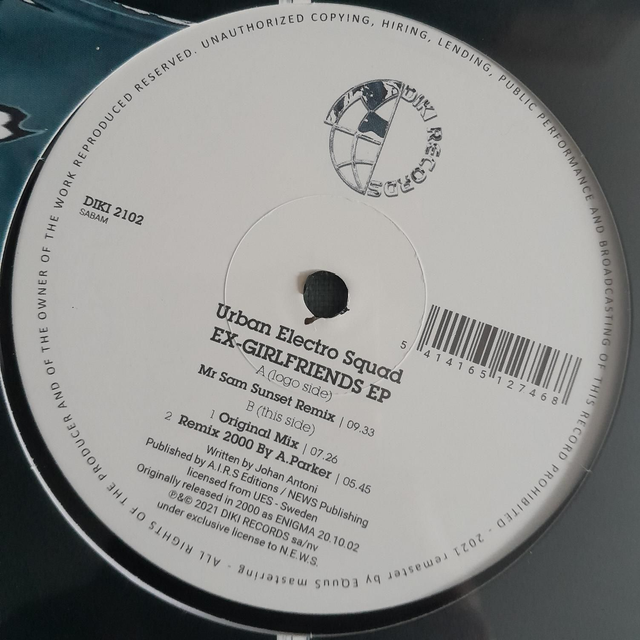 ALL RIGHTS OF THE PRODUCER AND OF THE OWNER OF THE WORK REPRODUCED RESERVED. UNAUTHORIZED COPYING, HIRING, LENDING, PUBLIC PERFORMANCE AND BROADCASTING OF THIS RECORD PROHIBITED - 2021 remaster by EQuuS mastering -
DIKI RECORDS
DIKI 2102
SABAM
Urban Electro Squad
EX-GIRLFRIENDS EP
A (logo side)
Mr Sam Sunset Remix | 09.33
B (this side)
1 Original Mix | 07.26
2 Remix 2000 By A.Parker | 05.45
Written by Johan Antoni
Published by A.I.R.S Editions / NEWS Publishing
licensed from UES - Sweden
Originally released in 2000 as ENIGMA 20.10.02
℗&© 2021 DIKI RECORDS sa/nv
under exclusive license to N.E.W.S.
5 414165 127468